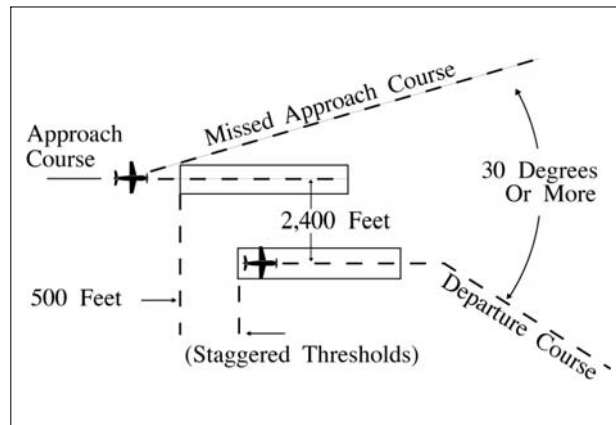 Missed Approach Course
Approach
Course
30 Degrees
Or More
2,400 Feet
500 Feet
Departure Course
(Staggered Thresholds)